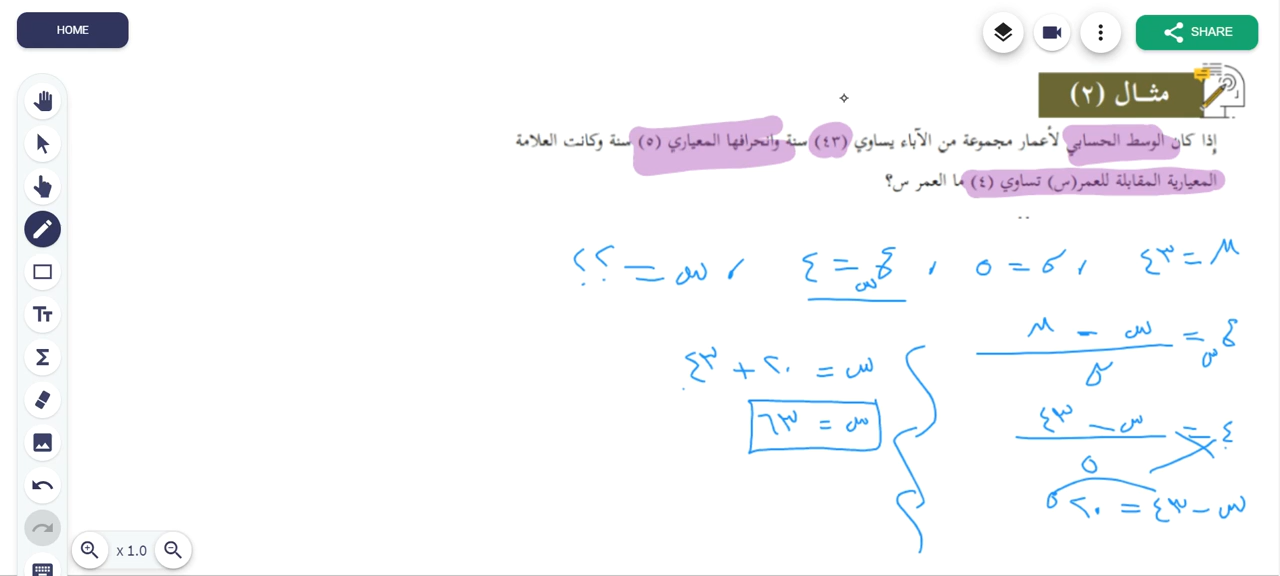 HOME
SHARE
مثـال (٢)
إذا كان الوسط الحسابي لأعمار مجموعة من الآباء يساوي (٤٣) سنة وانحرافها المعياري (٥) سنة وكانت العلامة
المعيارية المقابلة للعمر(س) تساوي (٤) ما العمر س؟
μ = ٤٣ ، σ = ٥ ، ع س = ٤ ، س = ؟؟
ع س = س − μ / σ
٤ = س − ٤٣ / ٥
س − ٤٣ = ٢٠
س = ٢٠ + ٤٣
س = ٦٣
Tт
Σ
x 1.0